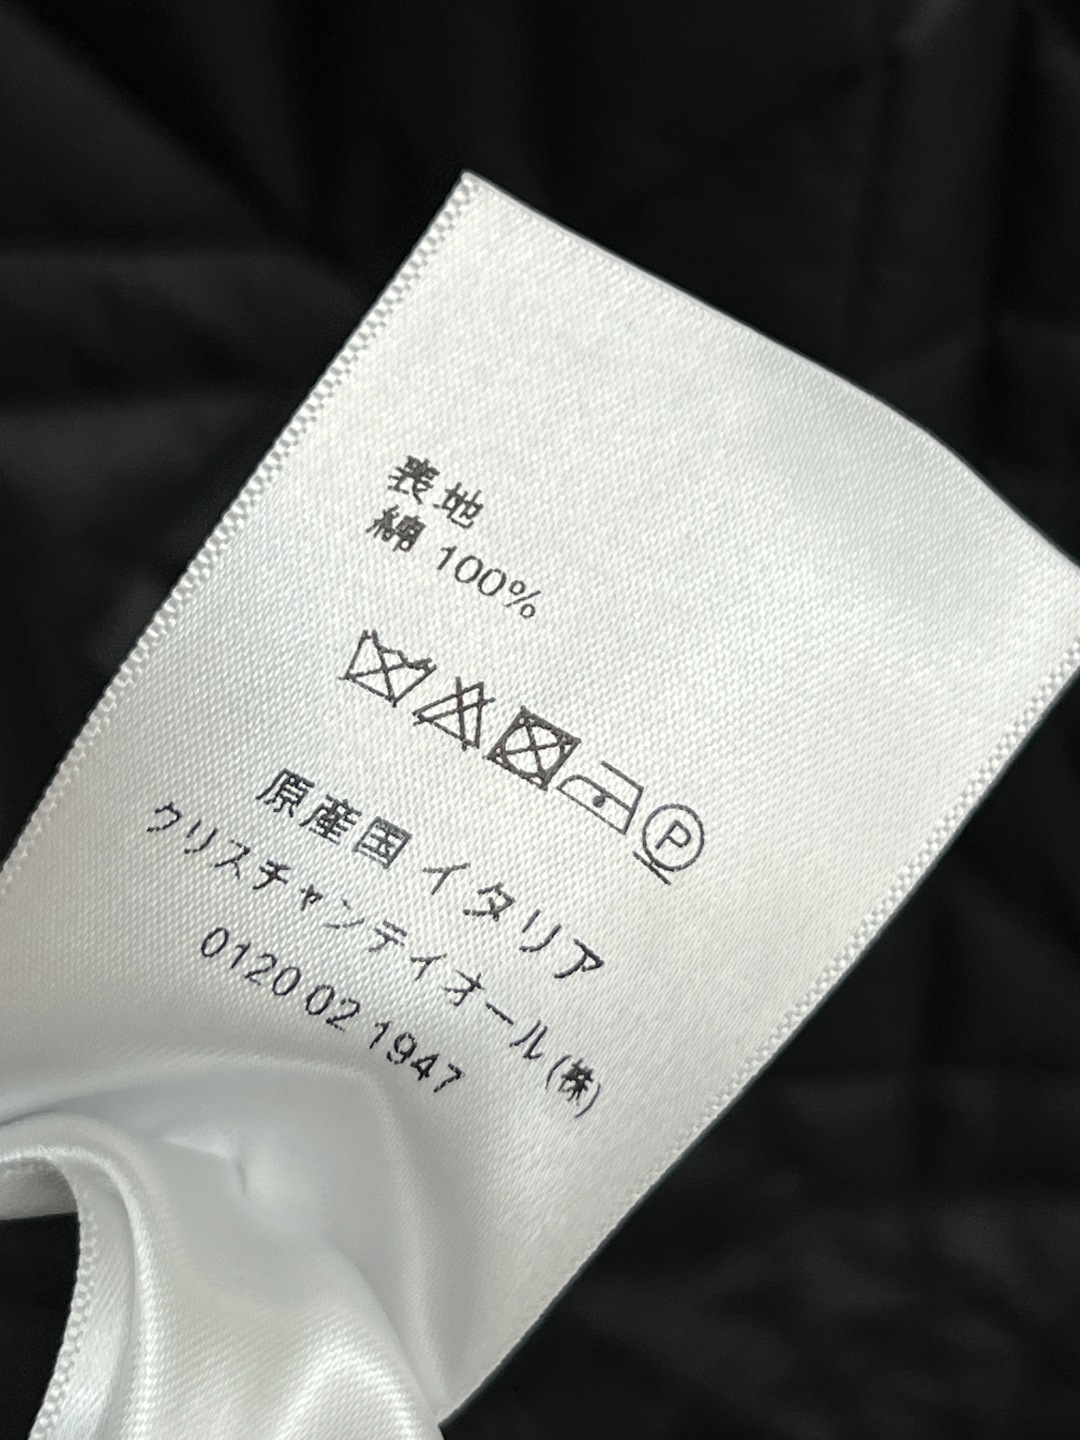 表地
綿 100%
P
原産国 イタリア
クリスチャンディオール(株)
0120 02 1947